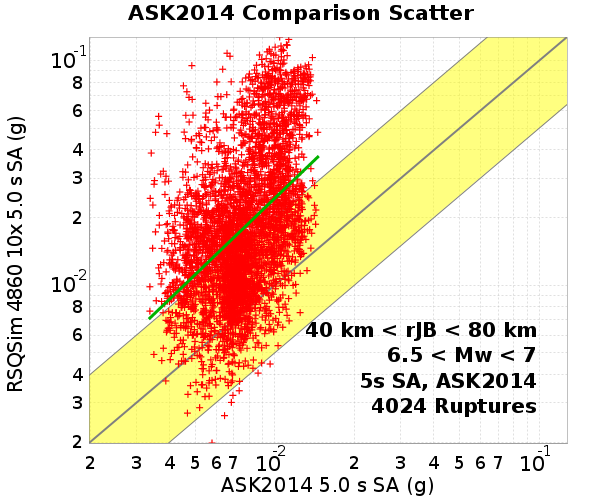 ASK2014 Comparison Scatter
RSQSim 4860 10x 5.0 s SA (g)
10-1
8
6
4
3
2
10-2
8
6
4
3
2
40 km < rJB < 80 km
6.5 < Mw < 7
5s SA, ASK2014
4024 Ruptures
2 3 4 5 6 7 10-2 2 3 4 5 6 7 10-1
ASK2014 5.0 s SA (g)